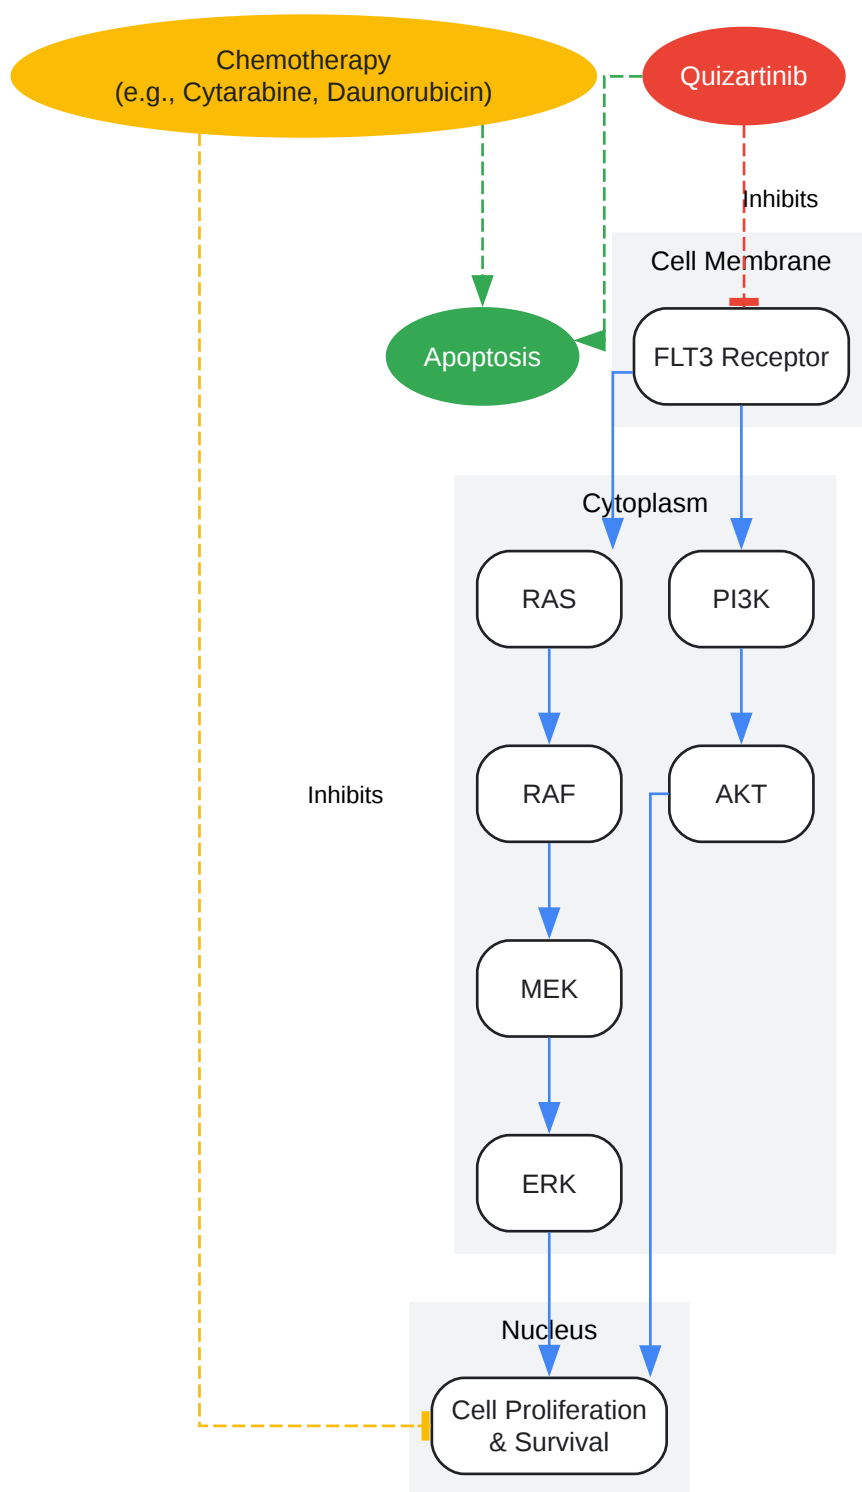 Chemotherapy
(e.g., Cytarabine, Daunorubicin)
Quizartinib
Inhibits
Cell Membrane
Apoptosis
FLT3 Receptor
Cytoplasm
RAS
PI3K
Inhibits
RAF
AKT
MEK
ERK
Nucleus
Cell Proliferation
& Survival